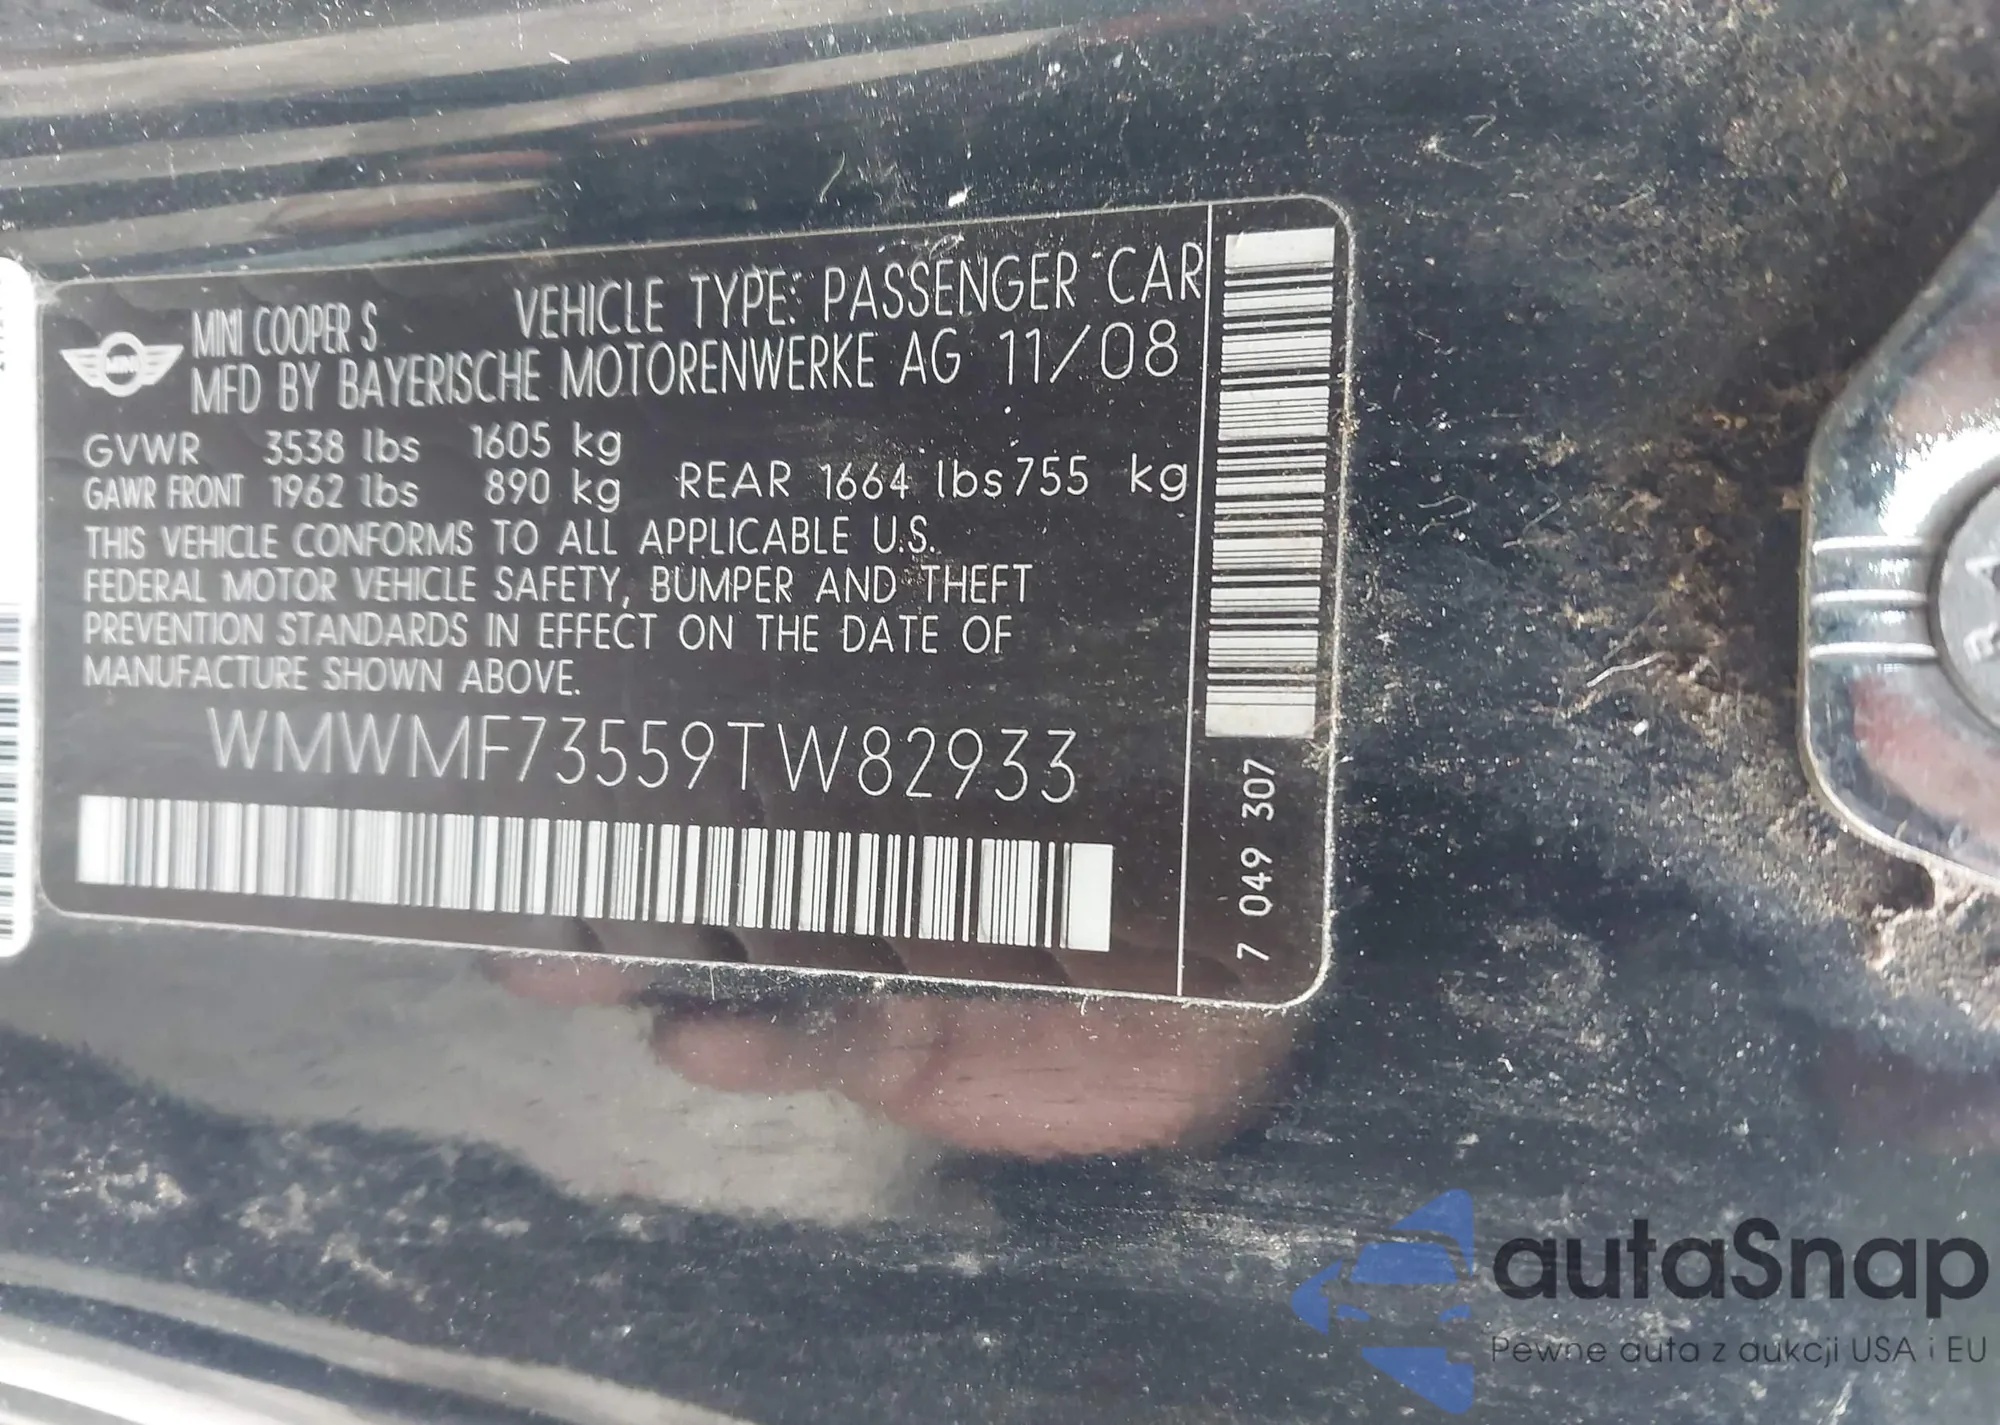 MINI COOPER S VEHICLE TYPE: PASSENGER CAR
MFD BY BAYERISCHE MOTORENWERKE AG 11/08
GVWR 3538 lbs 1605 kg
GAWR FRONT 1962 lbs 890 kg REAR 1664 lbs 755 kg
THIS VEHICLE CONFORMS TO ALL APPLICABLE U.S.
FEDERAL MOTOR VEHICLE SAFETY, BUMPER AND THEFT
PREVENTION STANDARDS IN EFFECT ON THE DATE OF
MANUFACTURE SHOWN ABOVE.
WMWMF73559TW82933
7 049 307
autaSnap
Pewne auta z aukcji USA i EU